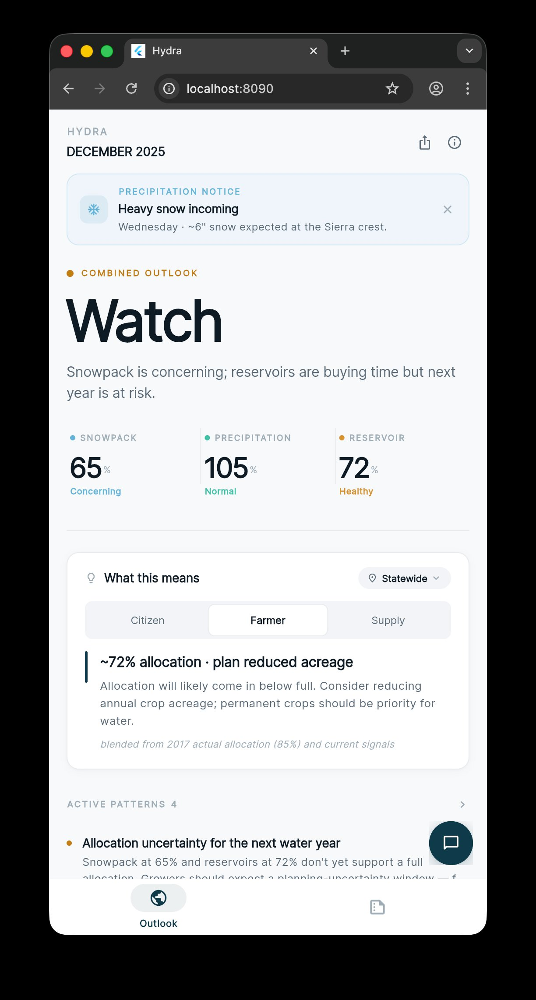 Hydra
localhost:8090
HYDRA
DECEMBER 2025
PRECIPITATION NOTICE
Heavy snow incoming
Wednesday · ~6" snow expected at the Sierra crest.
COMBINED OUTLOOK
Watch
Snowpack is concerning; reservoirs are buying time but next
year is at risk.
SNOWPACK
65%
Concerning
PRECIPITATION
105%
Normal
RESERVOIR
72%
Healthy
What this means
Statewide
Citizen
Farmer
Supply
~72% allocation · plan reduced acreage
Allocation will likely come in below full. Consider reducing
annual crop acreage; permanent crops should be priority for
water.
blended from 2017 actual allocation (85%) and current signals
ACTIVE PATTERNS 4
Allocation uncertainty for the next water year
Snowpack at 65% and reservoirs at 72% don't yet support a full
allocation. Growers should expect a planning-uncertainty window — f
Outlook